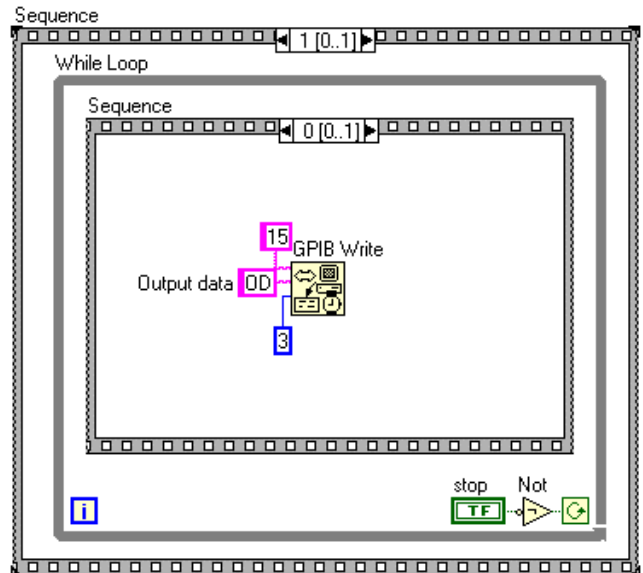 Sequence
1 [0..1]
While Loop
Sequence
0 [0..1]
15
GPIB Write
Output data OD
3
stop Not
i TF